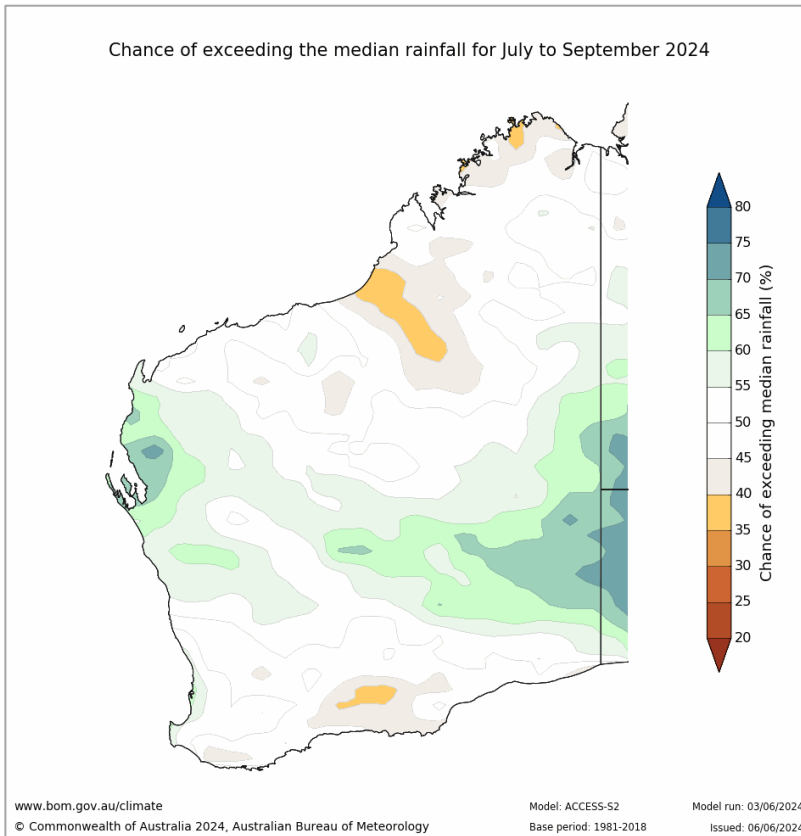 Chance of exceeding the median rainfall for July to September 2024
80
75
70
65
60
55
50
45
40
35
30
25
20
Chance of exceeding median rainfall (%)
www.bom.gov.au/climate
Model: ACCESS-S2
Model run: 03/06/2024
© Commonwealth of Australia 2024, Australian Bureau of Meteorology
Base period: 1981-2018
Issued: 06/06/2024